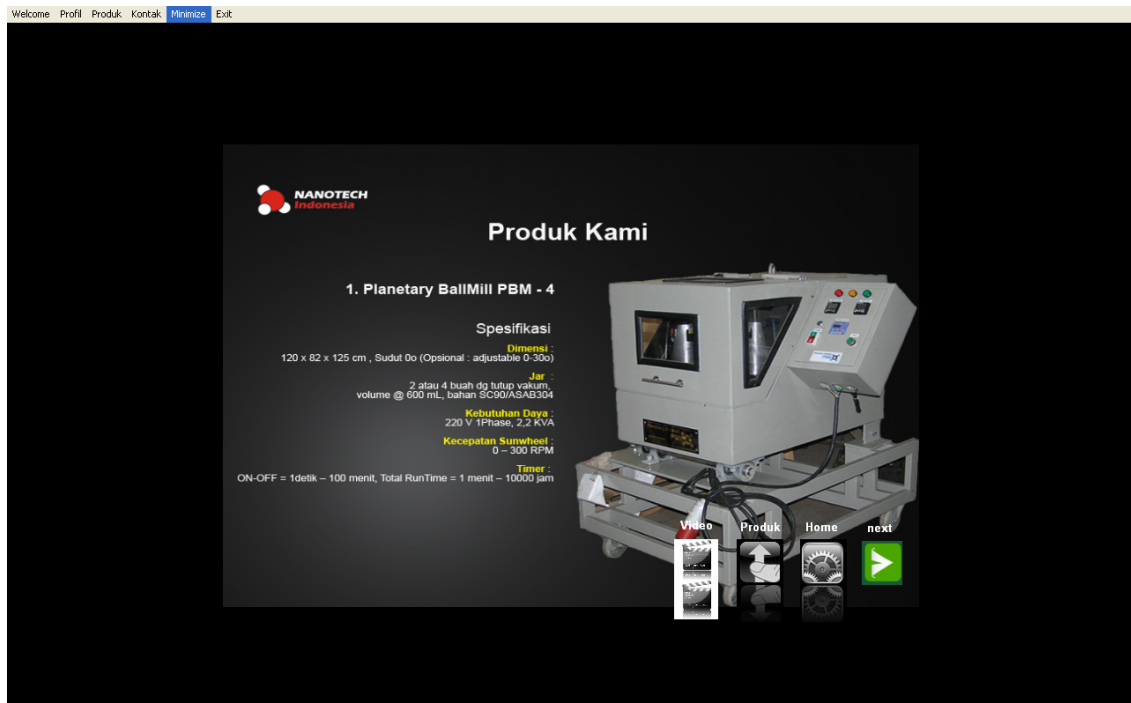 Welcome Profil Produk Kontak Minimize Exit
NANOTECH
Indonesia
Produk Kami
1. Planetary BallMill PBM - 4
Spesifikasi
Dimensi :
120 x 82 x 125 cm , Sudut 0o (Opsional : adjustable 0-30o)
Jar :
2 atau 4 buah dg tutup vakum,
volume @ 600 mL, bahan SC90/ASAB304
Kebutuhan Daya :
220 V 1Phase, 2,2 KVA
Kecepatan Sunwheel :
0 – 300 RPM
Timer :
ON-OFF = 1detik – 100 menit, Total RunTime = 1 menit – 10000 jam
Video Produk Home next